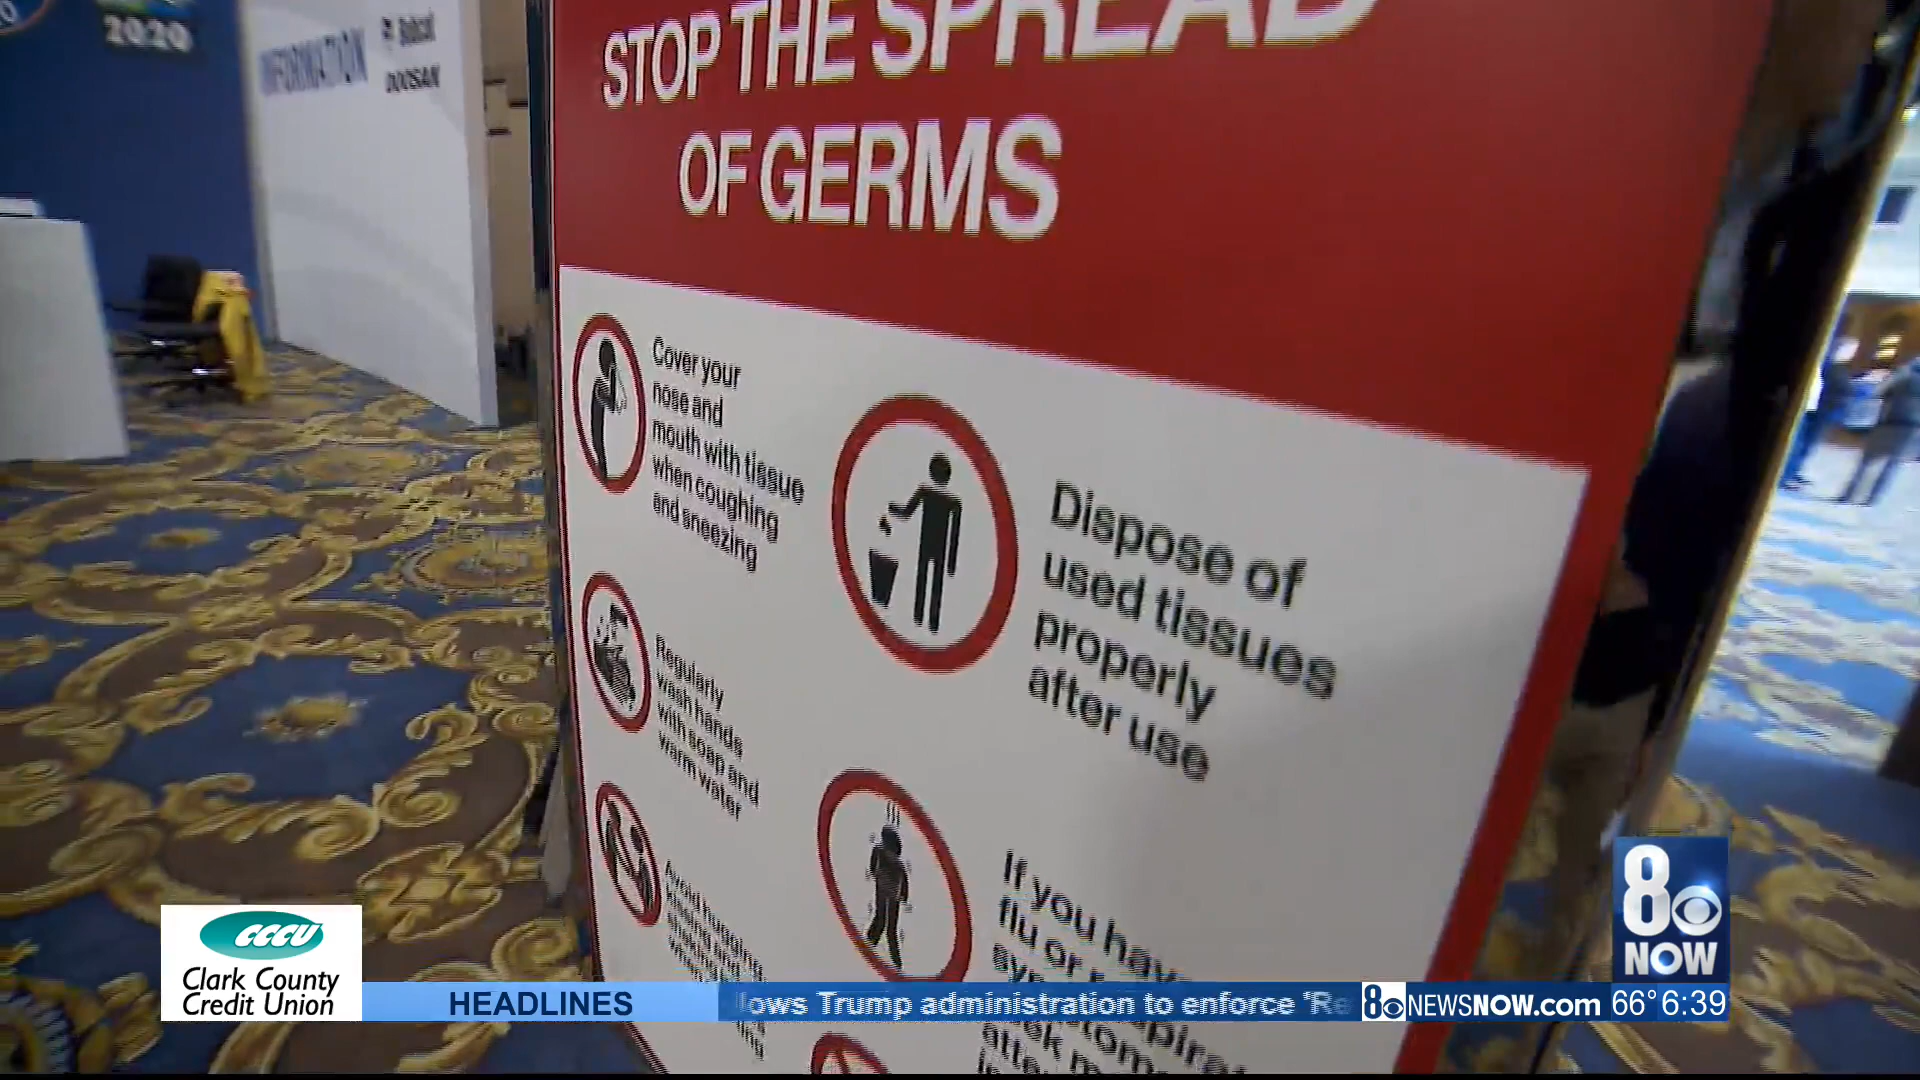 2020
INFORMATION
Bobcat
DOOSAN
STOP THE SPREAD
OF GERMS
Cover your
nose and
mouth with tissue
when coughing
and sneezing
Dispose of
used tissues
properly
after use
Regularly
wash hands
with soap and
warm water
If you have
flu or
CCCU
Clark County
Credit Union
HEADLINES
lows Trump administration to enforce 'Re
8 NEWSNOW.com 66° 6:39
8
NOW